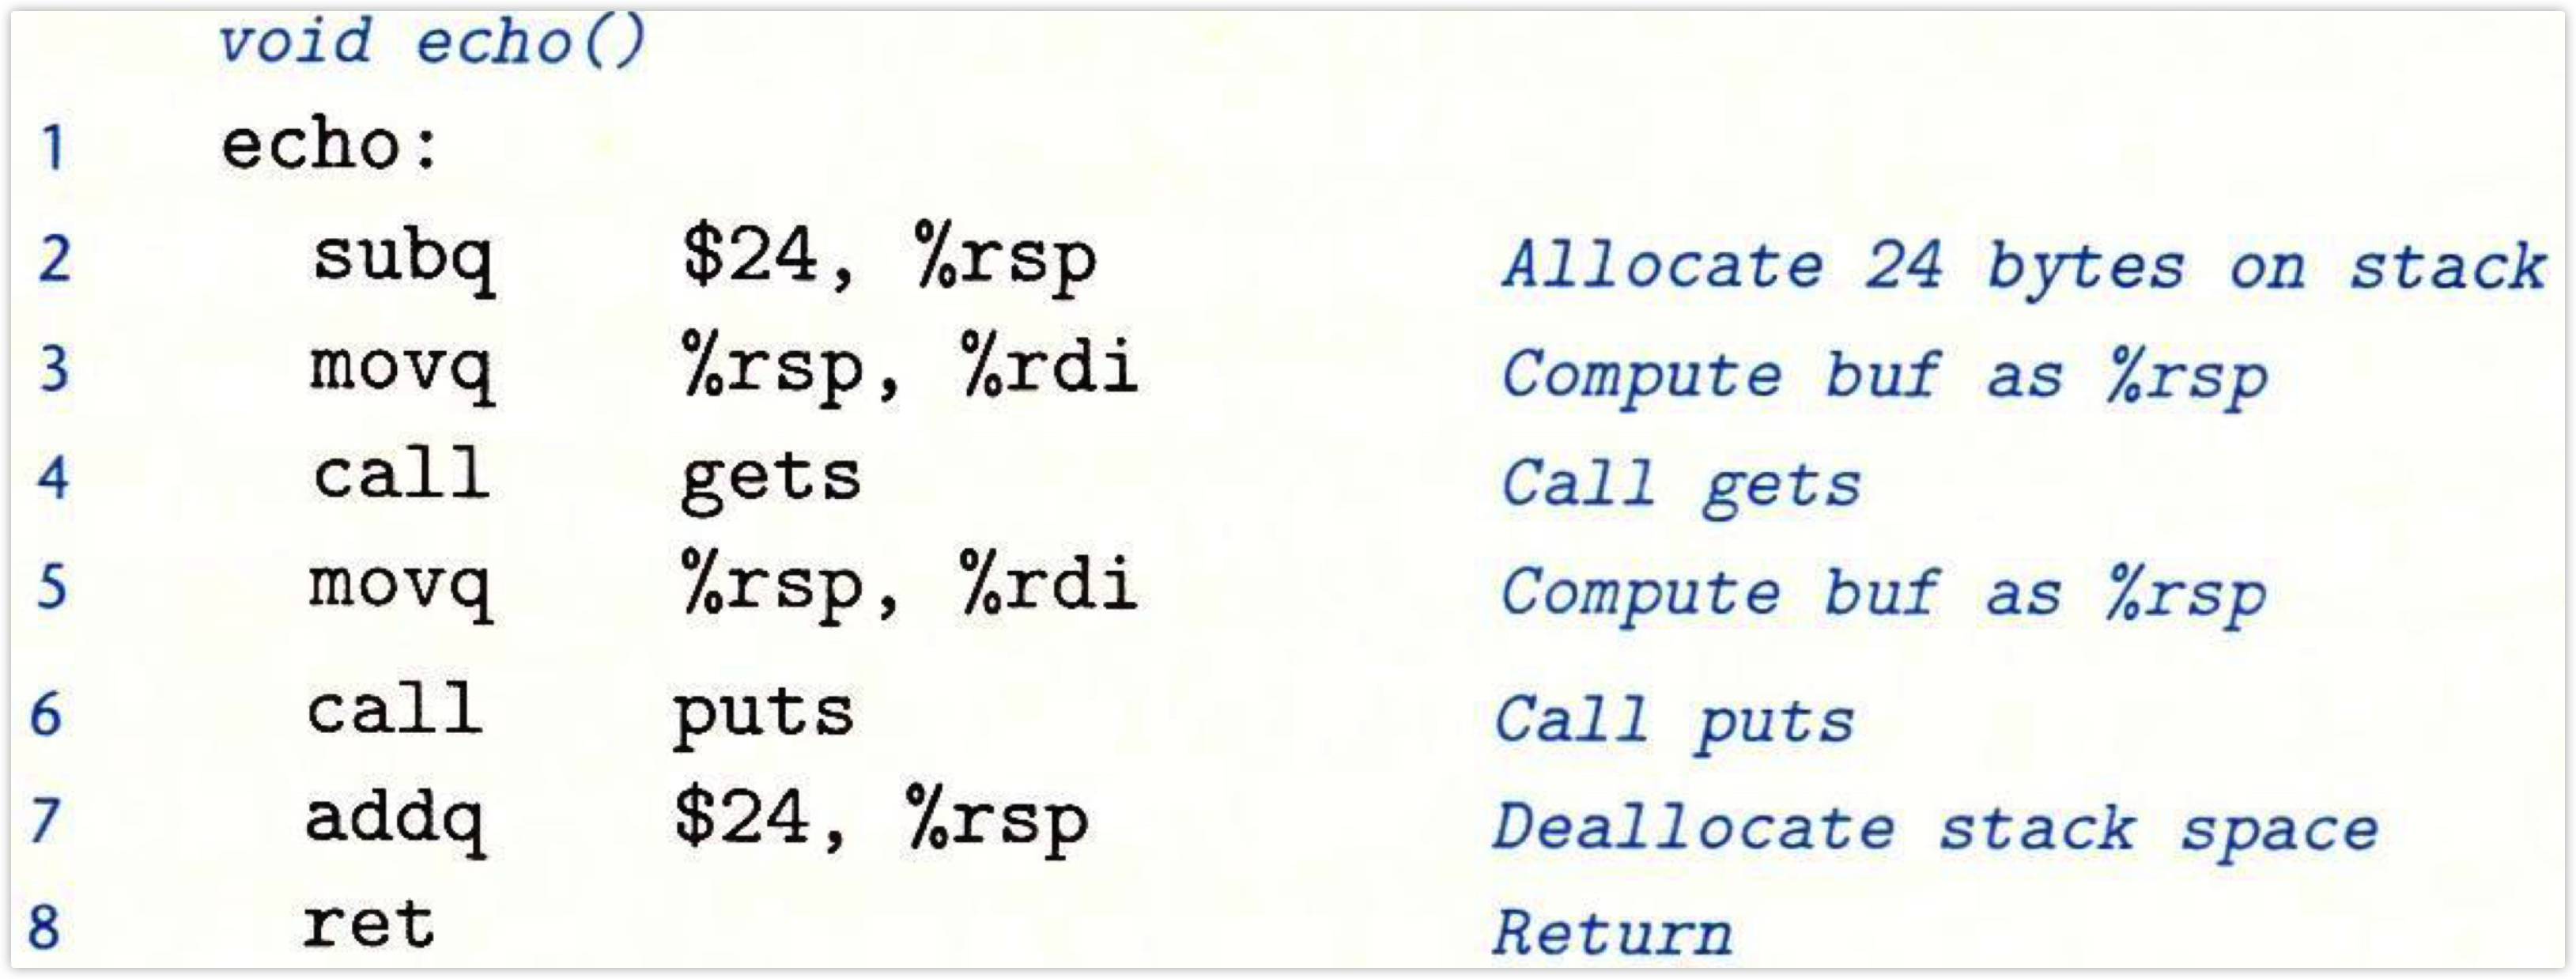 void echo()
1 echo:
2 subq $24, %rsp Allocate 24 bytes on stack
3 movq %rsp, %rdi Compute buf as %rsp
4 call gets Call gets
5 movq %rsp, %rdi Compute buf as %rsp
6 call puts Call puts
7 addq $24, %rsp Deallocate stack space
8 ret Return